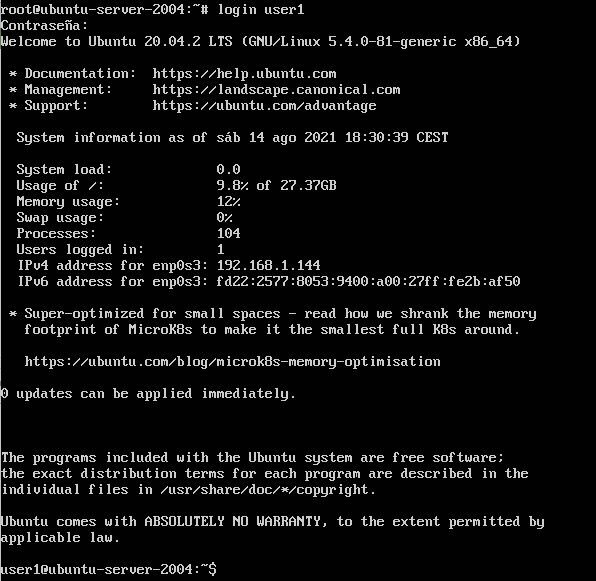 root@ubuntu-server-2004:~# login user1
Contraseña:
Welcome to Ubuntu 20.04.2 LTS (GNU/Linux 5.4.0-81-generic x86_64)
* Documentation:  https://help.ubuntu.com
* Management:     https://landscape.canonical.com
* Support:        https://ubuntu.com/advantage
System information as of sáb 14 ago 2021 18:30:39 CEST
System load:             0.0
Usage of /:              9.8% of 27.37GB
Memory usage:            12%
Swap usage:              0%
Processes:               104
Users logged in:         1
IPv4 address for enp0s3: 192.168.1.144
IPv6 address for enp0s3: fd22:2577:8053:9400:a00:27ff:fe2b:af50
* Super-optimized for small spaces - read how we shrank the memory
footprint of MicroK8s to make it the smallest full K8s around.
https://ubuntu.com/blog/microk8s-memory-optimisation
0 updates can be applied immediately.
The programs included with the Ubuntu system are free software;
the exact distribution terms for each program are described in the
individual files in /usr/share/doc/*/copyright.
Ubuntu comes with ABSOLUTELY NO WARRANTY, to the extent permitted by
applicable law.
user1@ubuntu-server-2004:~$